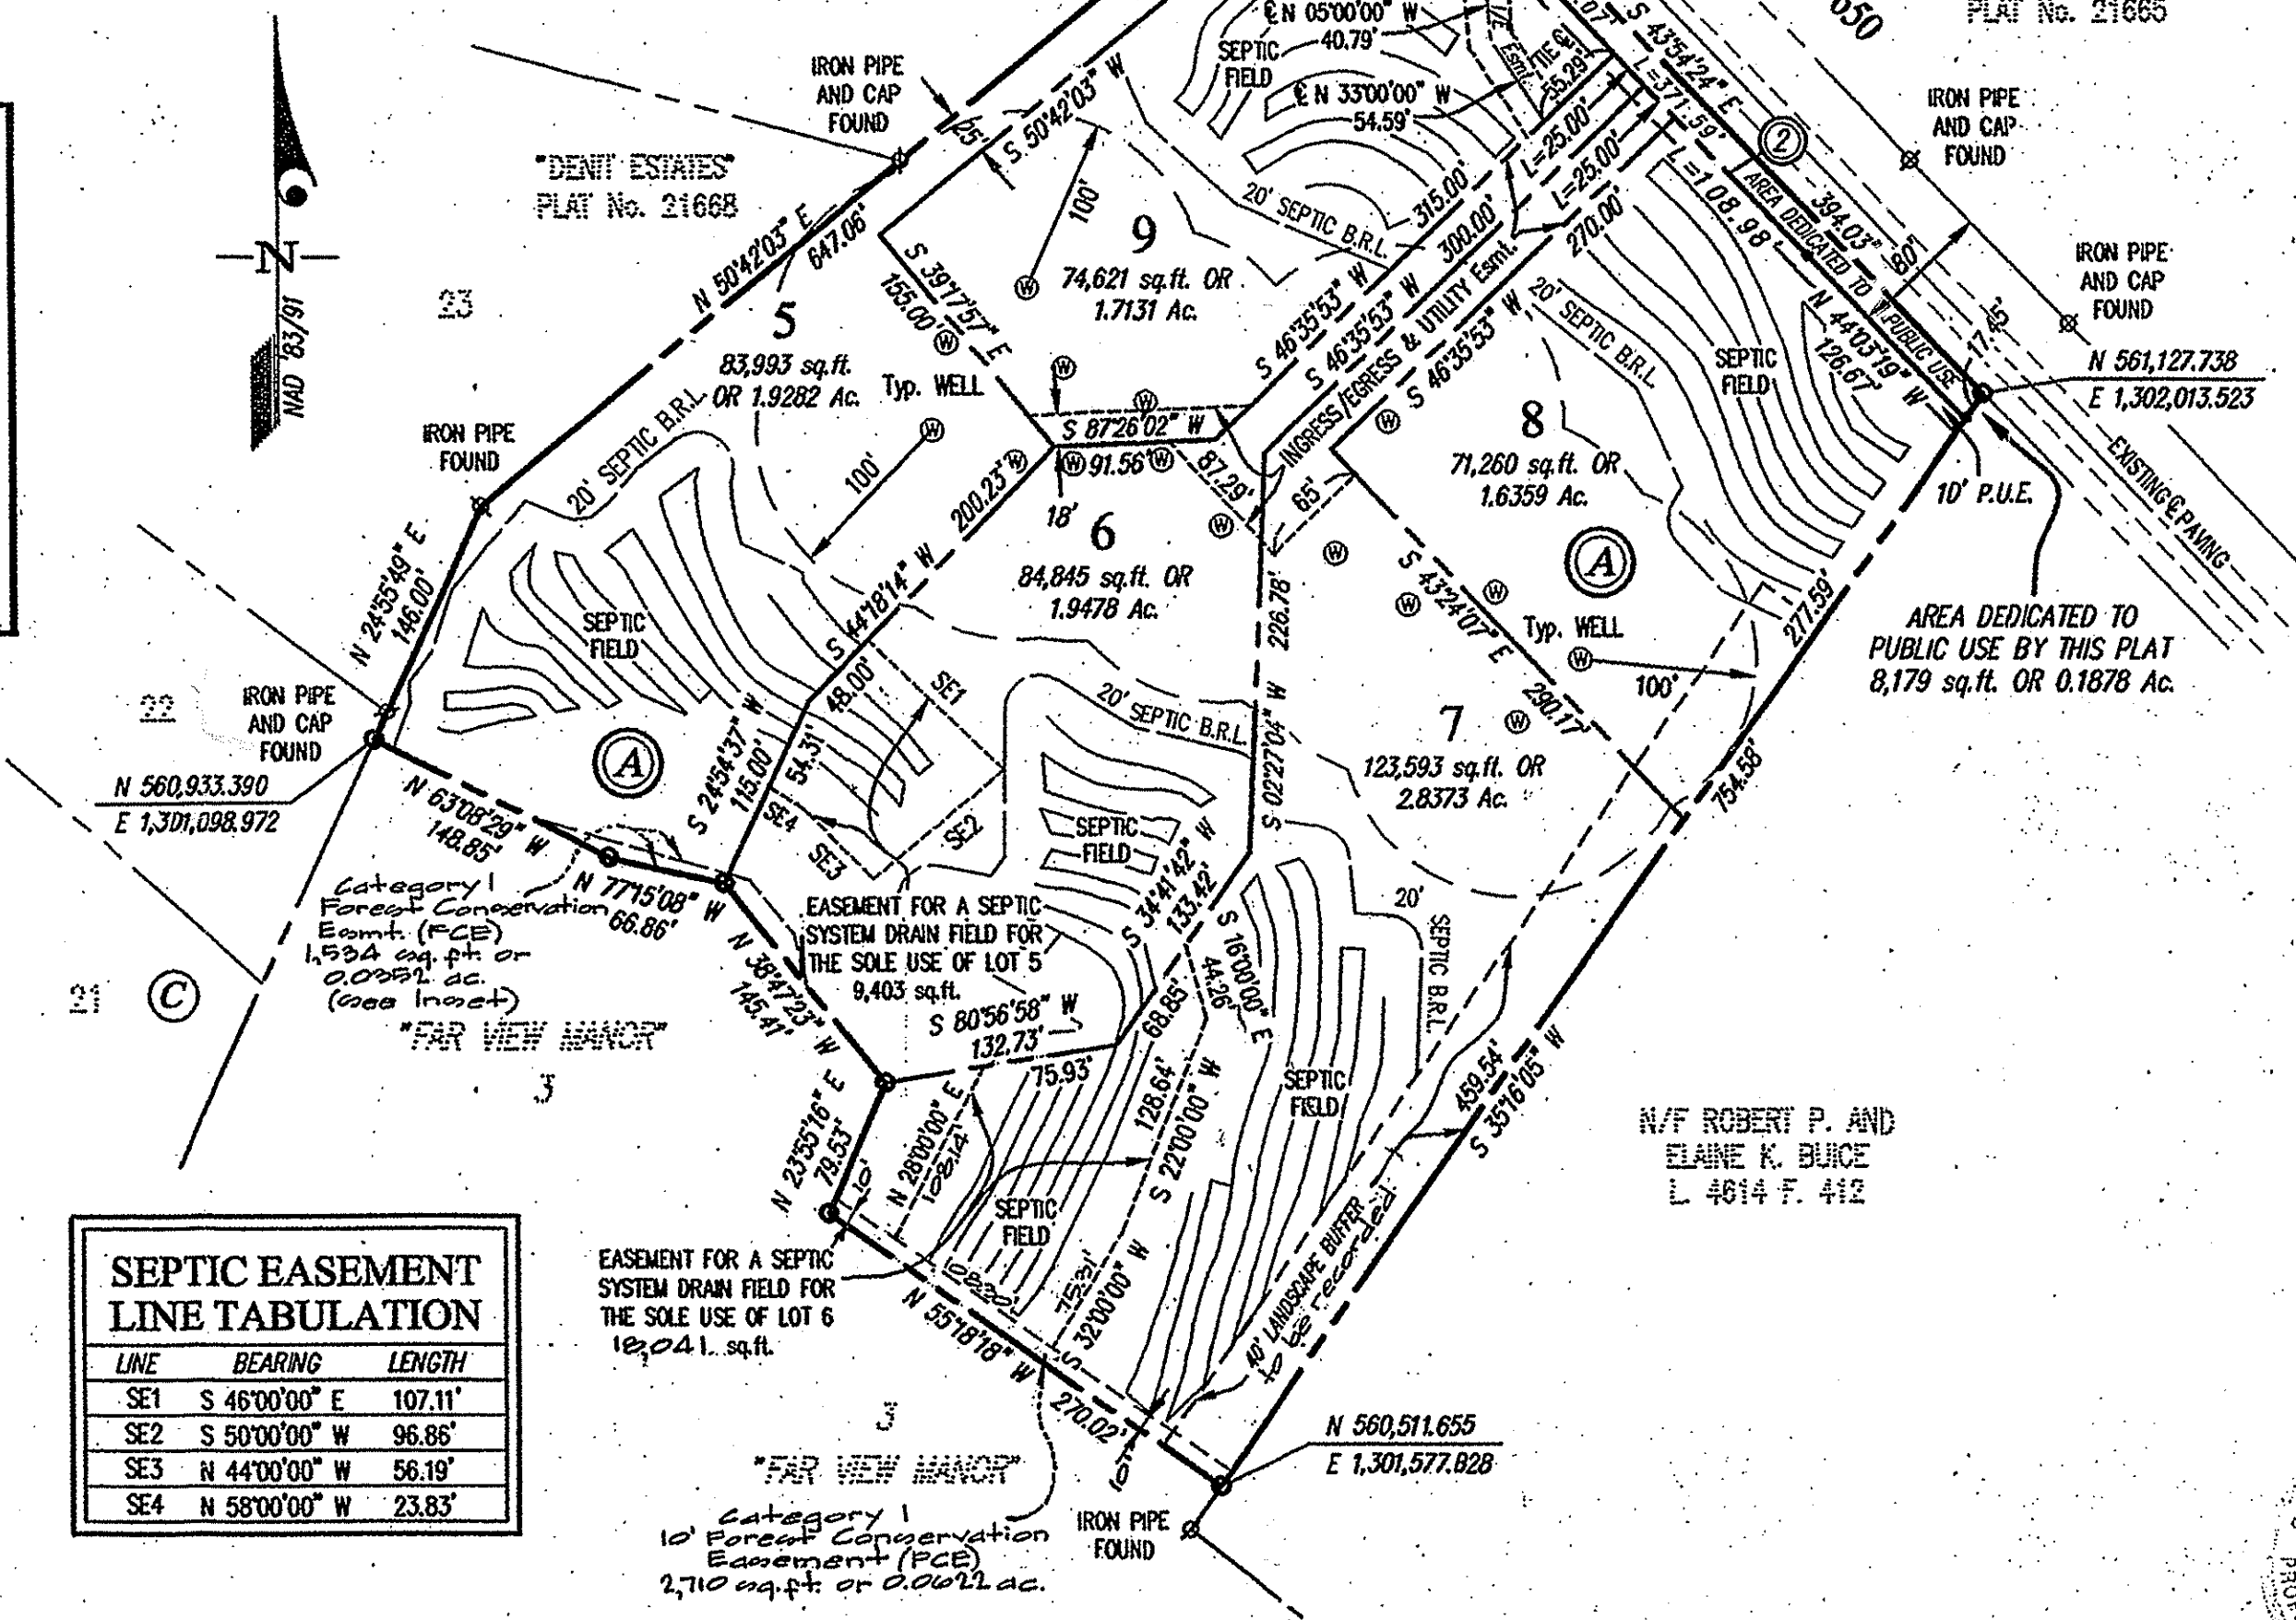 PLAT No. 21665
650
℄ N 05°00'00" W
40.79'
SEPTIC
FIELD
TIE ℄
55.29'
Esmt.
℄ N 33°00'00" W
54.59'
S 43°54'24" E
L=371.59'
2
394.03'
IRON PIPE
AND CAP
FOUND
IRON PIPE
AND CAP
FOUND
IRON PIPE
AND CAP
FOUND
"DENIT ESTATES"
PLAT No. 21668
N
NAD '83/91
23
25'
S 50°42'03" W
N 50°42'03" E
647.06'
100'
20' SEPTIC B.R.L.
9
74,621 sq.ft. OR
1.7131 Ac.
S 39°17'57" E
155.00'
5
83,993 sq.ft.
OR 1.9282 Ac.
Typ. WELL
L=25.00'
L=25.00'
L=108.98
315.00'
S 46°35'53" W
300.00'
S 46°35'53" W
270.00'
S 46°35'53" W
INGRESS/EGRESS & UTILITY Esmt.
AREA DEDICATED TO PUBLIC USE
80'
17.45'
N 44°03'19" W
126.67'
SEPTIC
FIELD
20' SEPTIC B.R.L.
N 561,127.738
E 1,302,013.523
10' P.U.E.
EXISTING ℄ PAVING
8
71,260 sq.ft. OR
1.6359 Ac.
A
AREA DEDICATED TO
PUBLIC USE BY THIS PLAT
8,179 sq.ft. OR 0.1878 Ac.
S 87°26'02" W
91.56'
87.29'
65'
18'
200.23'
S 44°18'14" W
48.00'
100'
6
84,845 sq.ft. OR
1.9478 Ac.
IRON PIPE
FOUND
20' SEPTIC B.R.L.
N 24°55'49" E
146.00'
SEPTIC
FIELD
226.78'
S 02°27'04" W
S 43°24'07" E
290.17'
Typ. WELL
100'
277.59'
754.58'
22
IRON PIPE
AND CAP
FOUND
N 560,933.390
E 1,301,098.972
A
S 24°54'37" W
115.00'
54.31'
SE1
SE2
SE3
SE4
20' SEPTIC B.R.L.
7
123,593 sq.ft. OR
2.8373 Ac.
SEPTIC
FIELD
N 63°08'29" W
148.85'
N 77°15'08" W
66.86'
Category 1
Forest Conservation
Esmt. (FCE)
1,534 sq. ft. or
0.0352 ac.
(see Inset)
21
C
"FAR VIEW MANOR"
3
EASEMENT FOR A SEPTIC
SYSTEM DRAIN FIELD FOR
THE SOLE USE OF LOT 5
9,403 sq.ft.
N 38°47'23" W
145.41'
S 34°41'42" W
133.42'
S 16°00'00" E
44.26'
20'
SEPTIC B.R.L.
S 80°56'58" W
132.73'
75.93'
68.85'
128.64'
S 22°00'00" W
SEPTIC
FIELD
N 23°55'16" E
79.53'
10'
N 28°00'00" E
108.14'
SEPTIC
FIELD
459.54'
S 35°16'05" W
N/F ROBERT P. AND
ELAINE K. BUICE
L. 4614 F. 412
EASEMENT FOR A SEPTIC
SYSTEM DRAIN FIELD FOR
THE SOLE USE OF LOT 6
18,041 sq.ft.
108.20'
N 55°18'18" W
270.02'
75.31'
S 32°00'00" W
40' LANDSCAPE BUFFER
to be recorded
10'
3
"FAR VIEW MANOR"
Category 1
10' Forest Conservation
Easement (FCE)
2,710 sq.ft. or 0.0622 ac.
IRON PIPE
FOUND
N 560,511.655
E 1,301,577.828
SEPTIC EASEMENT
LINE TABULATION
LINE BEARING LENGTH
SE1 S 46°00'00" E 107.11'
SE2 S 50°00'00" W 96.86'
SE3 N 44°00'00" W 56.19'
SE4 N 58°00'00" W 23.83'